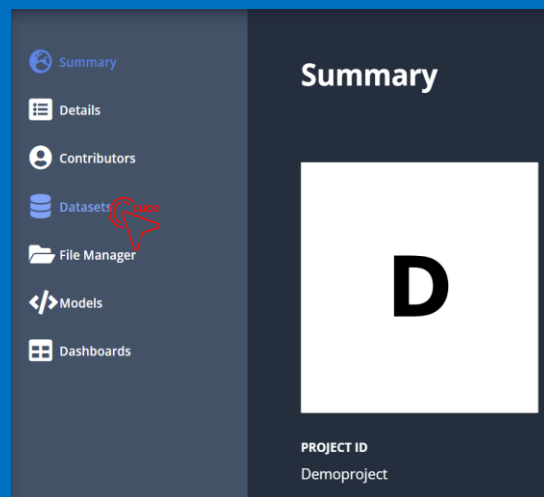 Summary
Details
Contributors
Datasets
File Manager
Models
Dashboards
Summary
D
PROJECT ID
Demoproject